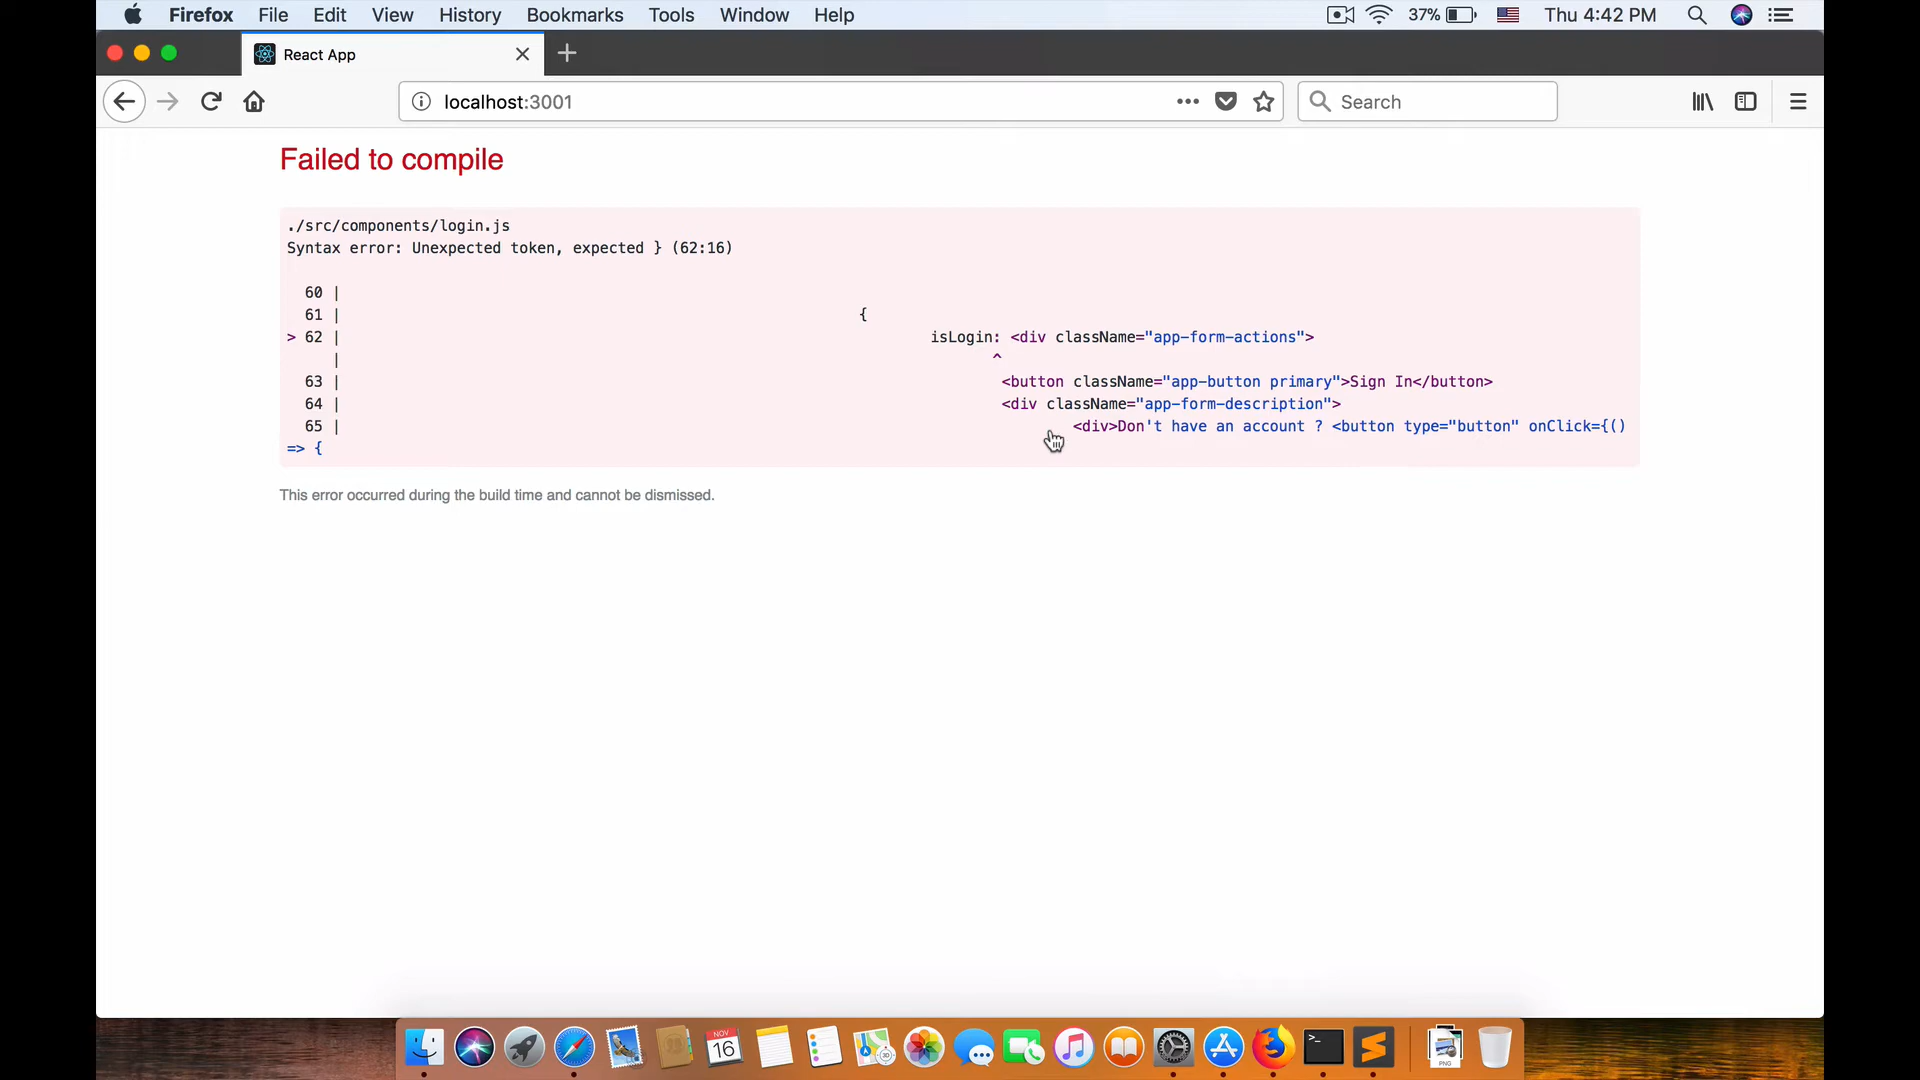 Firefox File Edit View History Bookmarks Tools Window Help 37% Thu 4:42 PM
React App
localhost:3001 Search
Failed to compile
./src/components/login.js
Syntax error: Unexpected token, expected } (62:16)
60 |
61 | {
> 62 | isLogin: <div className="app-form-actions">
| ^
63 | <button className="app-button primary">Sign In</button>
64 | <div className="app-form-description">
65 | <div>Don't have an account ? <button type="button" onClick={()
=> {
This error occurred during the build time and cannot be dismissed.
NOV
16
3D
>_
PNG